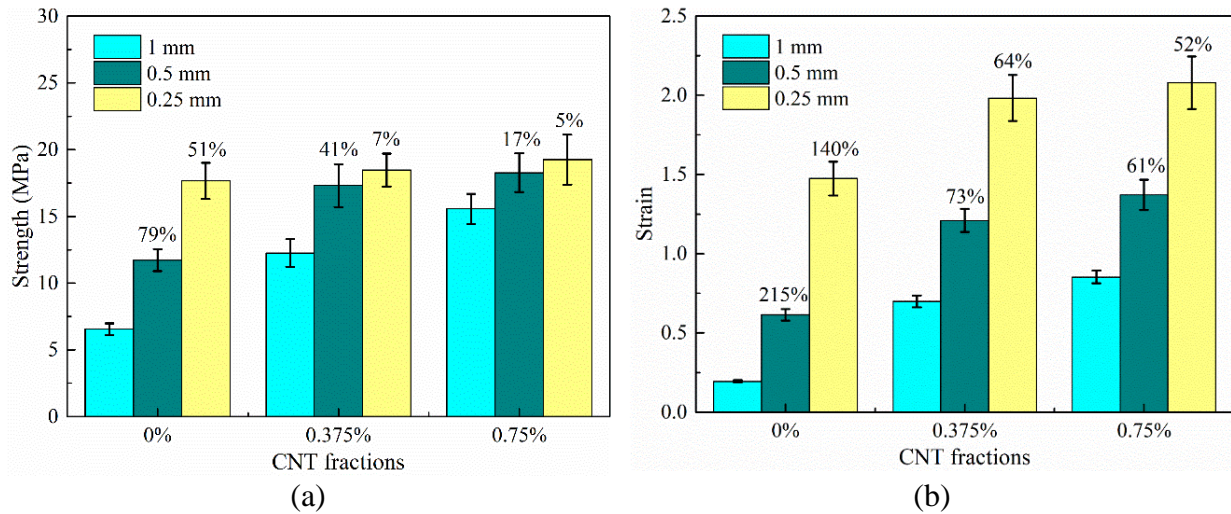 30
25
20
15
10
5
0
Strength (MPa)
1 mm
0.5 mm
0.25 mm
79%
51%
41%
7%
17%
5%
0%
0.375%
0.75%
CNT fractions
(a)
2.5
2.0
1.5
1.0
0.5
0.0
Strain
1 mm
0.5 mm
0.25 mm
215%
140%
73%
64%
61%
52%
0%
0.375%
0.75%
CNT fractions
(b)